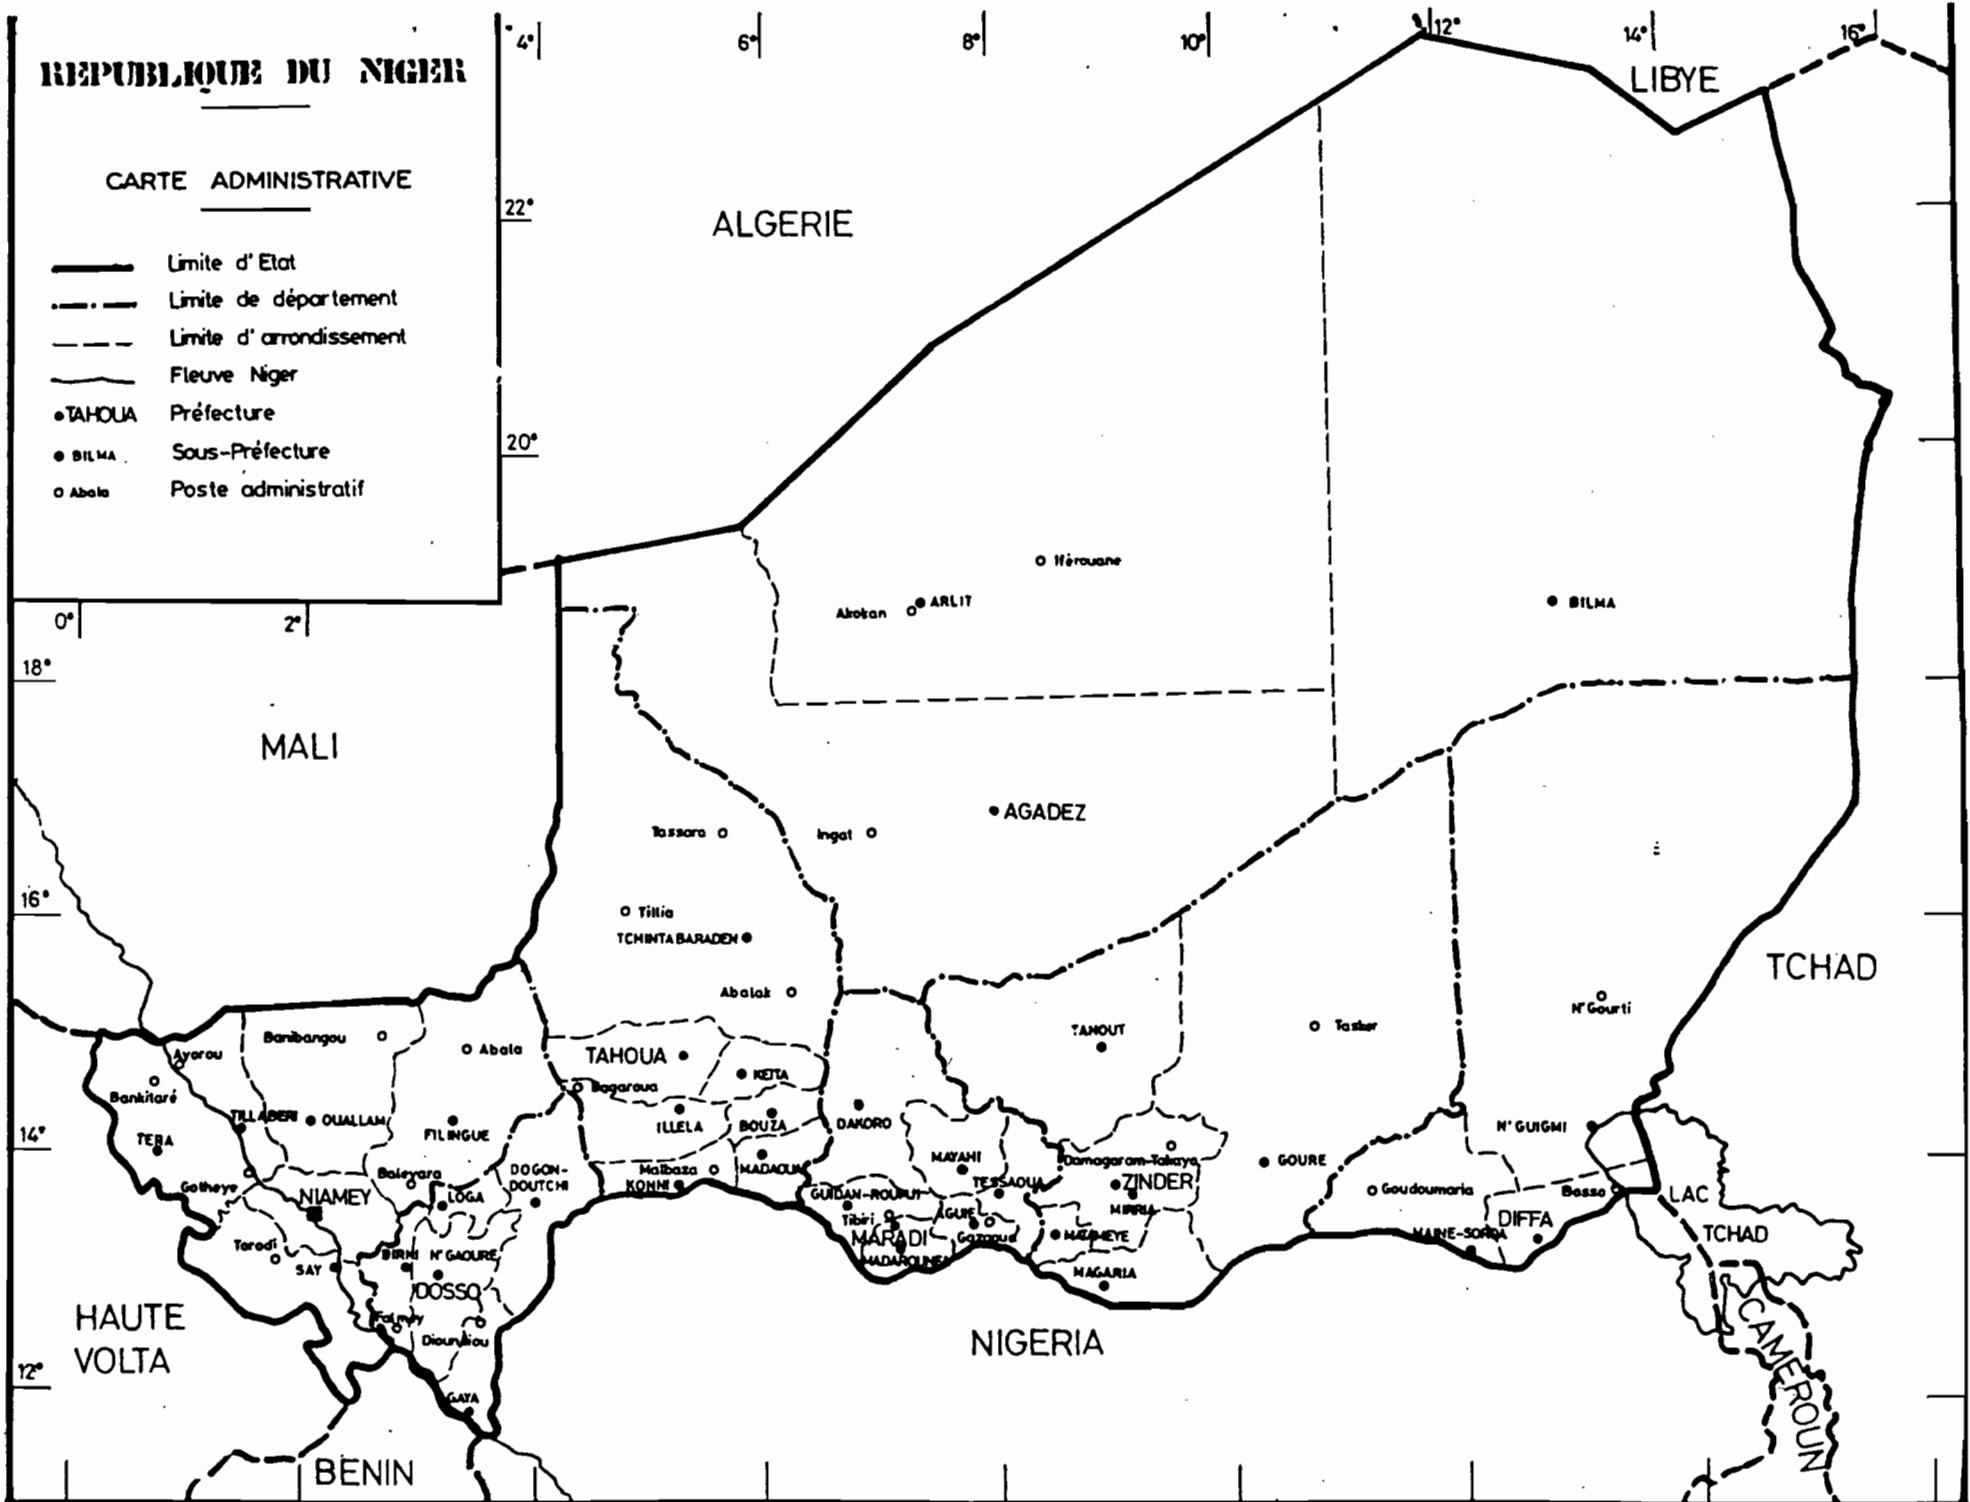 REPUBLIQUE DU NIGER
CARTE ADMINISTRATIVE
Limite d'Etat
Limite de département
Limite d'arrondissement
Fleuve Niger
TAHOUA Préfecture
BILMA Sous-Préfecture
Abala Poste administratif
4° 6° 8° 10° 12° 14° 16°
LIBYE
22°
ALGERIE
20°
Iférouane
Akokan
ARLIT
BILMA
0° 2°
18°
MALI
Tassara
Ingat
AGADEZ
16°
Tillia
TCHINTABARADEN
TCHAD
Abalak
N'Gourti
Tasker
TANOUT
Banibangou
Abala
TAHOUA
KEITA
Ayorou
Bagaroua
Bankilaré
TILLABERI
OUALLAM
FILINGUE
ILLELA
BOUZA
DAKORO
14°
TERA
N'GUIGMI
Baleyara
DOGON-
DOUTCHI
Malbaza
KONNI
MADAOUA
MAYAHI
Damagaram-Takaya
GOURE
Gotheye
NIAMEY
LOGA
GUIDAN-ROUMJI
TESSAOUA
ZINDER
Goudoumaria
Bosso
LAC
TCHAD
Tibiri
AGUIE
MIRRIA
DIFFA
MARADI
Gazaoua
MATAMEYE
MAINE-SOROA
Torodi
SAY
BIRNI N'GAOURE
MADAROUNFA
MAGARIA
DOSSO
HAUTE
VOLTA
Falmey
Dioundiou
NIGERIA
CAMEROUN
12°
GAYA
BENIN